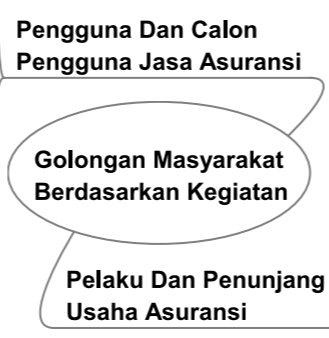 Pengguna Dan Calon
Pengguna Jasa Asuransi
Golongan Masyarakat
Berdasarkan Kegiatan
Pelaku Dan Penunjang
Usaha Asuransi